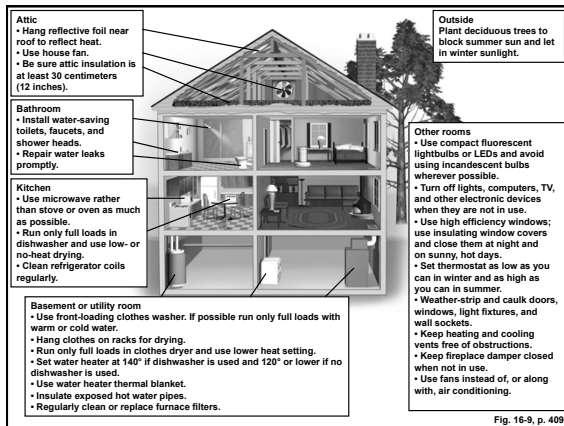 Attic
• Hang reflective foil near
roof to reflect heat.
• Use house fan.
• Be sure attic insulation is
at least 30 centimeters
(12 inches).
Outside
Plant deciduous trees to
block summer sun and let
in winter sunlight.
Bathroom
• Install water-saving
toilets, faucets, and
shower heads.
• Repair water leaks
promptly.
Kitchen
• Use microwave rather
than stove or oven as much
as possible.
• Run only full loads in
dishwasher and use low- or
no-heat drying.
• Clean refrigerator coils
regularly.
Other rooms
• Use compact fluorescent
lightbulbs or LEDs and avoid
using incandescent bulbs
wherever possible.
• Turn off lights, computers, TV,
and other electronic devices
when they are not in use.
• Use high efficiency windows;
use insulating window covers
and close them at night and
on sunny, hot days.
• Set thermostat as low as you
can in winter and as high as
you can in summer.
• Weather-strip and caulk doors,
windows, light fixtures, and
wall sockets.
• Keep heating and cooling
vents free of obstructions.
• Keep fireplace damper closed
when not in use.
• Use fans instead of, or along
with, air conditioning.
Basement or utility room
• Use front-loading clothes washer. If possible run only full loads with
warm or cold water.
• Hang clothes on racks for drying.
• Run only full loads in clothes dryer and use lower heat setting.
• Set water heater at 140° if dishwasher is used and 120° or lower if no
dishwasher is used.
• Use water heater thermal blanket.
• Insulate exposed hot water pipes.
• Regularly clean or replace furnace filters.
Fig. 16-9, p. 409